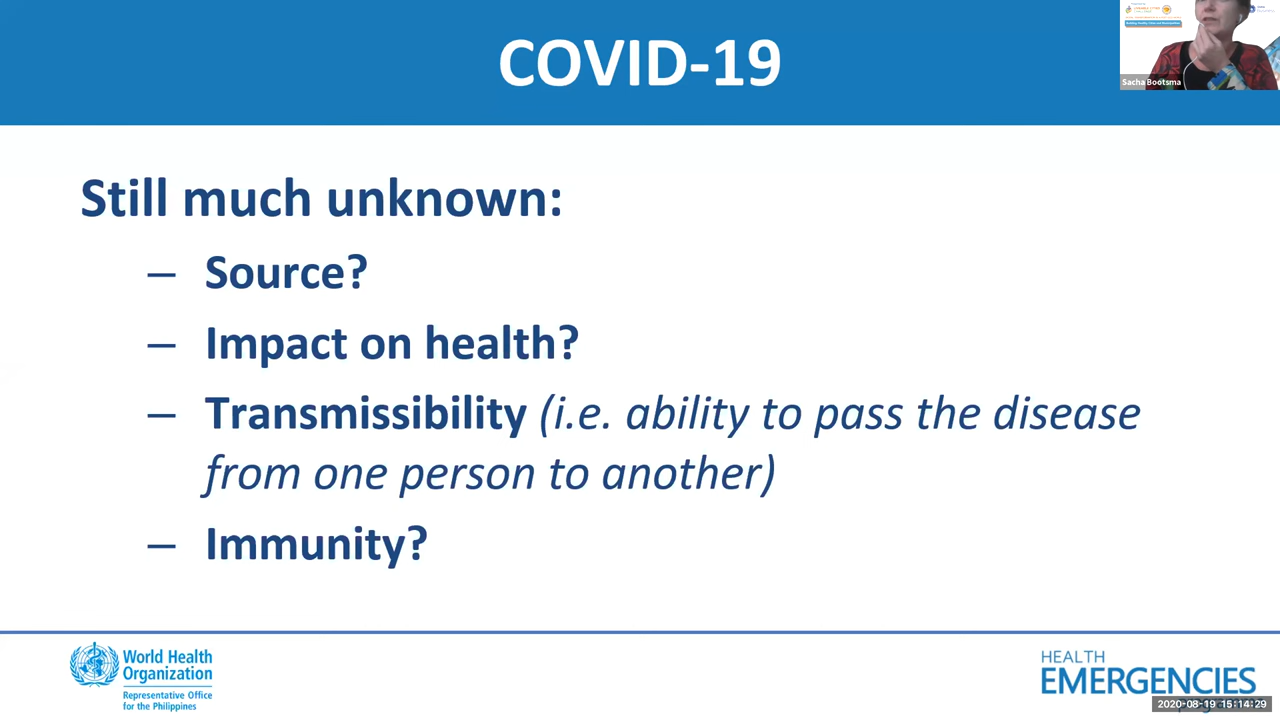 COVID-19
Sacha Bootsma
Still much unknown:
– Source?
– Impact on health?
– Transmissibility (i.e. ability to pass the disease
from one person to another)
– Immunity?
World Health
Organization
Representative Office
for the Philippines
HEALTH
EMERGENCIES
programme
2020-08-19 15:14:29